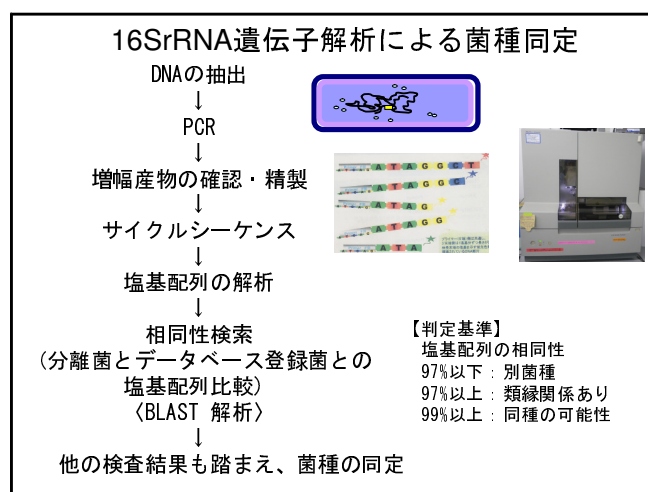 16SrRNA遺伝子解析による菌種同定
DNAの抽出
↓
PCR
↓
増幅産物の確認・精製
↓
サイクルシーケンス
↓
塩基配列の解析
↓
相同性検索
(分離菌とデータベース登録菌との
塩基配列比較)
〈BLAST 解析〉
↓
他の検査結果も踏まえ、菌種の同定
A T A G G C T
A T A G G C
A T A G
A T A G G
A T A
【判定基準】
塩基配列の相同性
97%以下：別菌種
97%以上：類縁関係あり
99%以上：同種の可能性